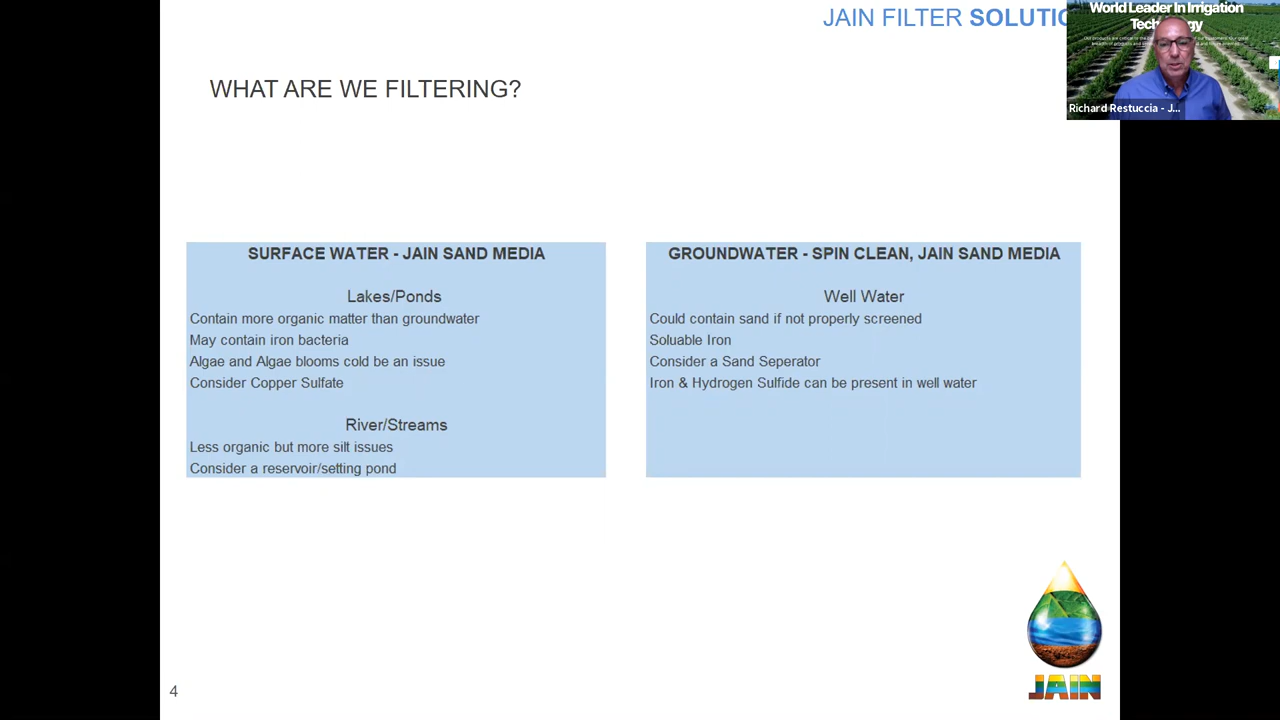 JAIN FILTER SOLUTIO
World Leader In Irrigation
Technology
Richard Restuccia - J...
WHAT ARE WE FILTERING?
SURFACE WATER - JAIN SAND MEDIA
Lakes/Ponds
Contain more organic matter than groundwater
May contain iron bacteria
Algae and Algae blooms cold be an issue
Consider Copper Sulfate
River/Streams
Less organic but more silt issues
Consider a reservoir/setting pond
GROUNDWATER - SPIN CLEAN, JAIN SAND MEDIA
Well Water
Could contain sand if not properly screened
Soluable Iron
Consider a Sand Seperator
Iron & Hydrogen Sulfide can be present in well water
JAIN
4